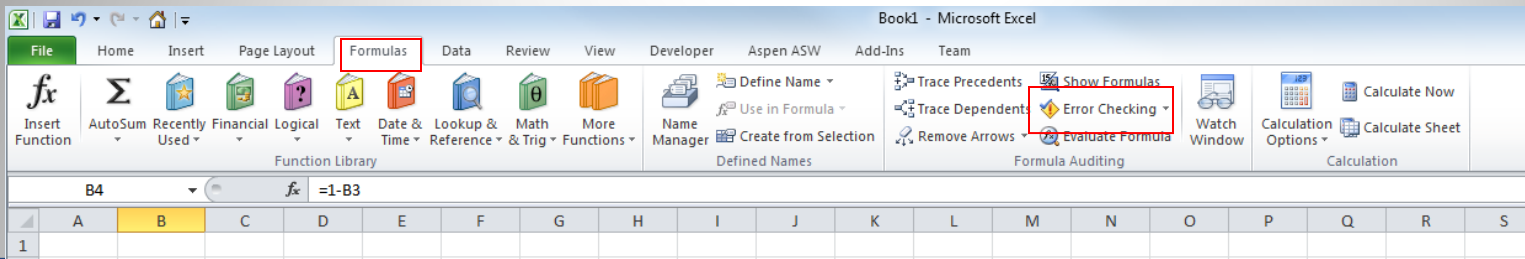 Book1 - Microsoft Excel
File Home Insert Page Layout Formulas Data Review View Developer Aspen ASW Add-Ins Team
fx Σ A ? θ
Insert Function
AutoSum
Recently Used
Financial
Logical
Text
Date & Time
Lookup & Reference
Math & Trig
More Functions
Function Library
Name Manager
Define Name
Use in Formula
Create from Selection
Defined Names
Trace Precedents
Trace Dependents
Remove Arrows
Show Formulas
Error Checking
Evaluate Formula
Watch Window
Formula Auditing
Calculation Options
Calculate Now
Calculate Sheet
Calculation
B4 fx =1-B3
A B C D E F G H I J K L M N O P Q R S
1